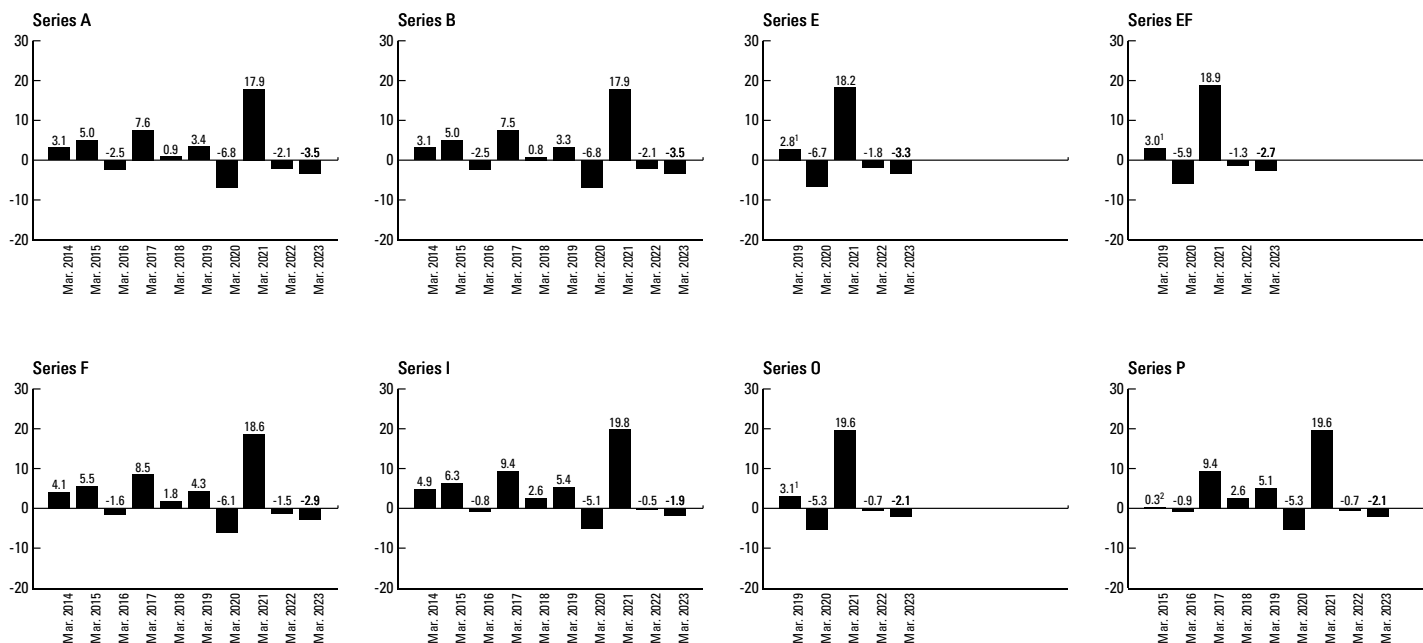 Series A
30
20
10
0
-10
-20
3.1
5.0
-2.5
7.6
0.9
3.4
-6.8
17.9
-2.1
-3.5
Mar. 2014
Mar. 2015
Mar. 2016
Mar. 2017
Mar. 2018
Mar. 2019
Mar. 2020
Mar. 2021
Mar. 2022
Mar. 2023
Series B
30
20
10
0
-10
-20
3.1
5.0
-2.5
7.5
0.8
3.3
-6.8
17.9
-2.1
-3.5
Mar. 2014
Mar. 2015
Mar. 2016
Mar. 2017
Mar. 2018
Mar. 2019
Mar. 2020
Mar. 2021
Mar. 2022
Mar. 2023
Series E
30
20
10
0
-10
-20
2.8¹
-6.7
18.2
-1.8
-3.3
Mar. 2019
Mar. 2020
Mar. 2021
Mar. 2022
Mar. 2023
Series EF
30
20
10
0
-10
-20
3.0¹
-5.9
18.9
-1.3
-2.7
Mar. 2019
Mar. 2020
Mar. 2021
Mar. 2022
Mar. 2023
Series F
30
20
10
0
-10
-20
4.1
5.5
-1.6
8.5
1.8
4.3
-6.1
18.6
-1.5
-2.9
Mar. 2014
Mar. 2015
Mar. 2016
Mar. 2017
Mar. 2018
Mar. 2019
Mar. 2020
Mar. 2021
Mar. 2022
Mar. 2023
Series I
30
20
10
0
-10
-20
4.9
6.3
-0.8
9.4
2.6
5.4
-5.1
19.8
-0.5
-1.9
Mar. 2014
Mar. 2015
Mar. 2016
Mar. 2017
Mar. 2018
Mar. 2019
Mar. 2020
Mar. 2021
Mar. 2022
Mar. 2023
Series O
30
20
10
0
-10
-20
3.1¹
-5.3
19.6
-0.7
-2.1
Mar. 2019
Mar. 2020
Mar. 2021
Mar. 2022
Mar. 2023
Series P
30
20
10
0
-10
-20
0.3²
-0.9
9.4
2.6
5.1
-5.3
19.6
-0.7
-2.1
Mar. 2015
Mar. 2016
Mar. 2017
Mar. 2018
Mar. 2019
Mar. 2020
Mar. 2021
Mar. 2022
Mar. 2023